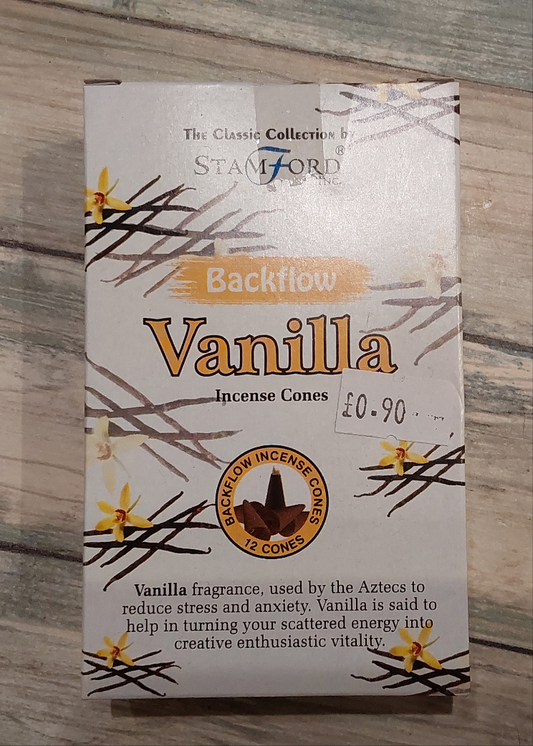 The Classic Collection by
STAMFORD®
INC.
Backflow
Vanilla
Incense Cones
£0.90
BACKFLOW INCENSE CONES
12 CONES
Vanilla fragrance, used by the Aztecs to
reduce stress and anxiety. Vanilla is said to
help in turning your scattered energy into
creative enthusiastic vitality.